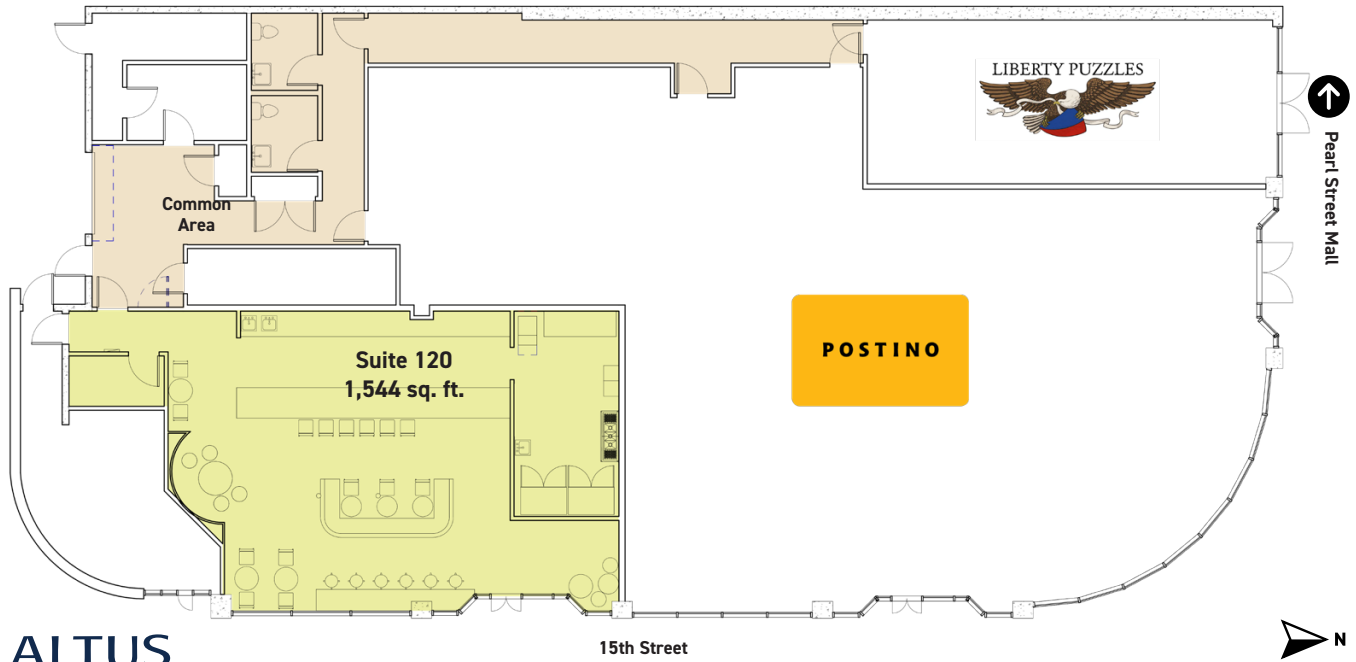 LIBERTY PUZZLES
Pearl Street Mall
Common
Area
Suite 120
1,544 sq. ft.
POSTINO
15th Street
ALTUS
N